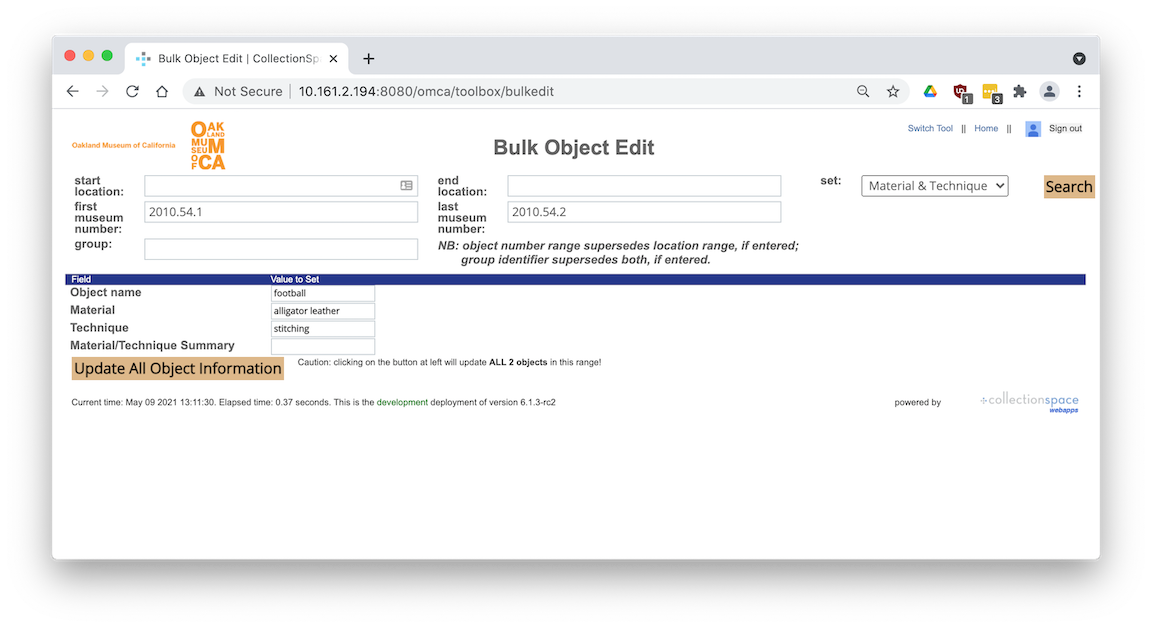 Bulk Object Edit | CollectionSp
Not Secure | 10.161.2.194:8080/omca/toolbox/bulkedit
1
3
Oakland Museum of California
OAK
LAND
MU M
SEU
OF CA
Bulk Object Edit
Switch Tool || Home || Sign out
start location:
end location:
set: Material & Technique
Search
first museum number: 2010.54.1
last museum number: 2010.54.2
group:
NB: object number range supersedes location range, if entered;
group identifier supersedes both, if entered.
Field Value to Set
Object name football
Material alligator leather
Technique stitching
Material/Technique Summary
Update All Object Information Caution: clicking on the button at left will update ALL 2 objects in this range!
Current time: May 09 2021 13:11:30. Elapsed time: 0.37 seconds. This is the development deployment of version 6.1.3-rc2
powered by
collectionspace
webapps